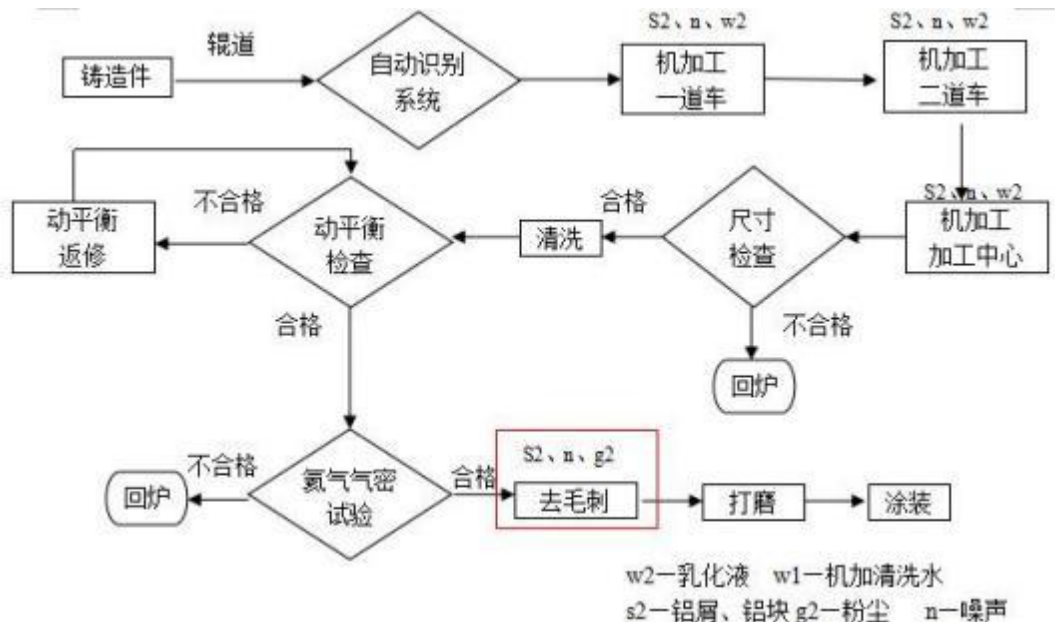 S2、n、w2
S2、n、w2
辊道
铸造件
自动识别
系统
机加工
一道车
机加工
二道车
S2、n、w2
不合格
合格
动平衡
返修
动平衡
检查
清洗
尺寸
检查
机加工
加工中心
合格
不合格
回炉
S2、n、g2
不合格
合格
回炉
氦气气密
试验
去毛刺
打磨
涂装
w2一乳化液 w1一机加清洗水
s2一铝屑、铝块 g2一粉尘 n一噪声